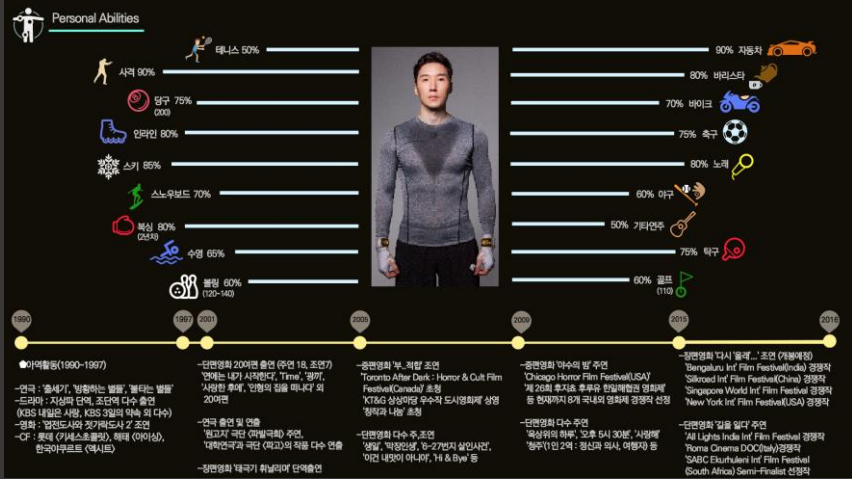 Personal Abilities
테니스 50%
사격 90%
당구 75%
(200)
인라인 80%
스키 85%
스노우보드 70%
복싱 80%
(2년차)
수영 65%
볼링 60%
(120-140)
90% 자동차
80% 바리스타
70% 바이크
75% 축구
80% 노래
60% 야구
50% 기타연주
75% 탁구
60% 골프
(110)
1990
1997
2001
2005
2009
2015
2016
아역활동(1990~1997)
-연극 : '출세기', '방황하는 별들', '불타는 별들'
-드라마 : 지상파 단역, 조단역 다수 출연
(KBS 내일은 사랑, KBS 3일의 약속 외 다수)
-영화 : '엽전도사와 젓가락도사 2' 조연
-CF : 롯데 <키세스초콜릿>, 해태 <아이싱>,
한국야쿠르트 <멕시트>
-단편영화 20여편 출연 (주연 18, 조연7)
'연애는 내가 시작한다', 'Time', '광끼',
'사랑한 후에', '인형의 집을 떠나다' 외
20여편
-연극 출연 및 연출
'원고지' 극단 <파발극회> 주연,
'대학연극'과 극단 <파고>의 작품 다수 연출
-장편영화 '태극기 휘날리며' 단역출연
-중편영화 '부...적합' 조연
'Toronto After Dark : Horror & Cult Film
Festival(Canada)' 초청
'KT&G 상상마당 우수작 도시영화제' 상영
'창작과 나눔' 초청
-단편영화 다수 주,조연
'생일', '막장인생', '6-27번지 살인사건',
'이건 내맛이 아니야', 'Hi & Bye' 등
-중편영화 '야수의 밤' 주연
'Chicago Horror Film Festival(USA)'
'제 26회 후지쵸 후루유 한일해협권 영화제'
등 현재까지 8개 국내외 영화제 경쟁작 선정
-단편영화 다수 주연
'옥상위의 하루', '오후 5시 30분', '사랑해'
'청주'(1인 2역 : 정신과 의사, 여행자) 등
-장편영화 '다시 '올래'...' 조연 (개봉예정)
'Bengaluru Int' Film Festival(India) 경쟁작
'Silkroad Int' Film Festival(China) 경쟁작
'Singapore World Int' Film Festival 경쟁작
'New York Int' Film Festival(USA) 경쟁작
-단편영화 '길을 잃다' 주연
'All Lights India Int' Film Festival 경쟁작
'Roma Cinema DOC(Italy)경쟁작
'SABC Ekurhuleni Int' Film Festivel
(South Africa) Semi-Finalist 선정작